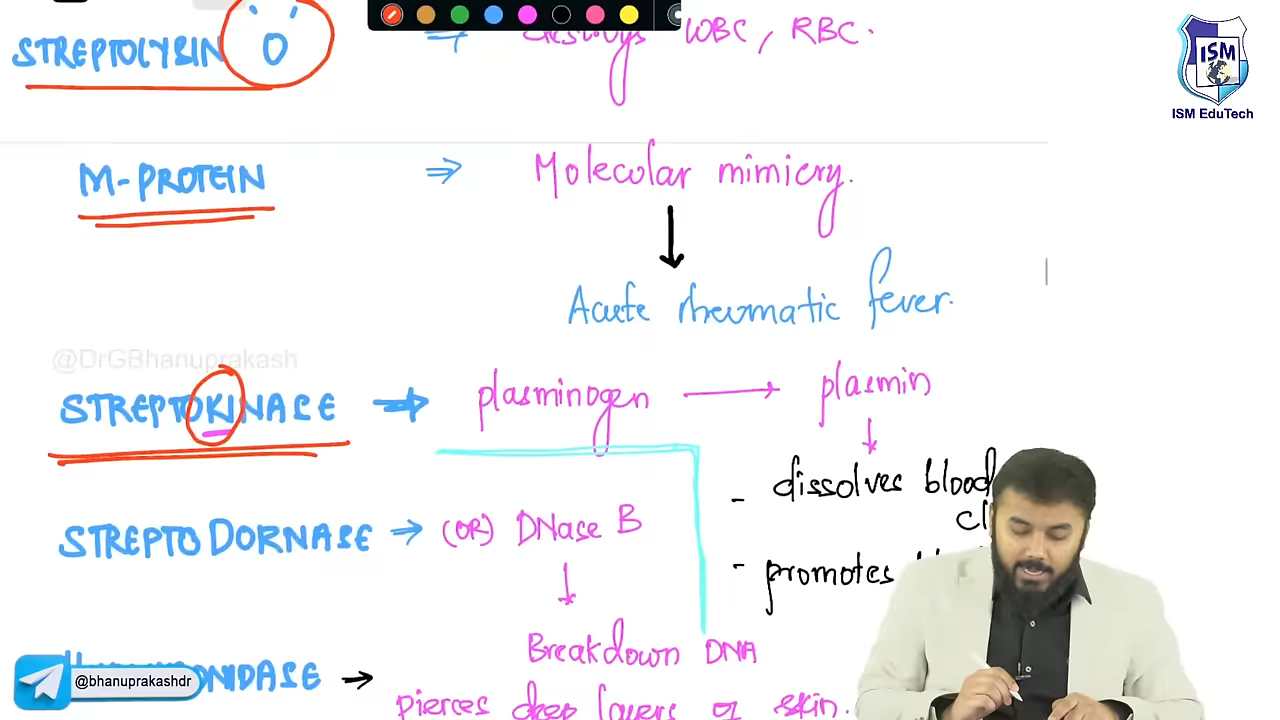 STREPTOLYSIN "O" ⇒ destroys WBC, RBC.
ISM
ISM EduTech
M-PROTEIN ⇒ Molecular mimicry.
↓
Acute rheumatic fever.
@DrGBhanuprakash
STREPTOKINASE → plasminogen → plasmin
↓
- dissolves blood
STREPTODORNASE ⇒ (OR) DNase B
- promotes
↓
Breakdown DNA
@bhanuprakashdr
pierces deep layers of skin.